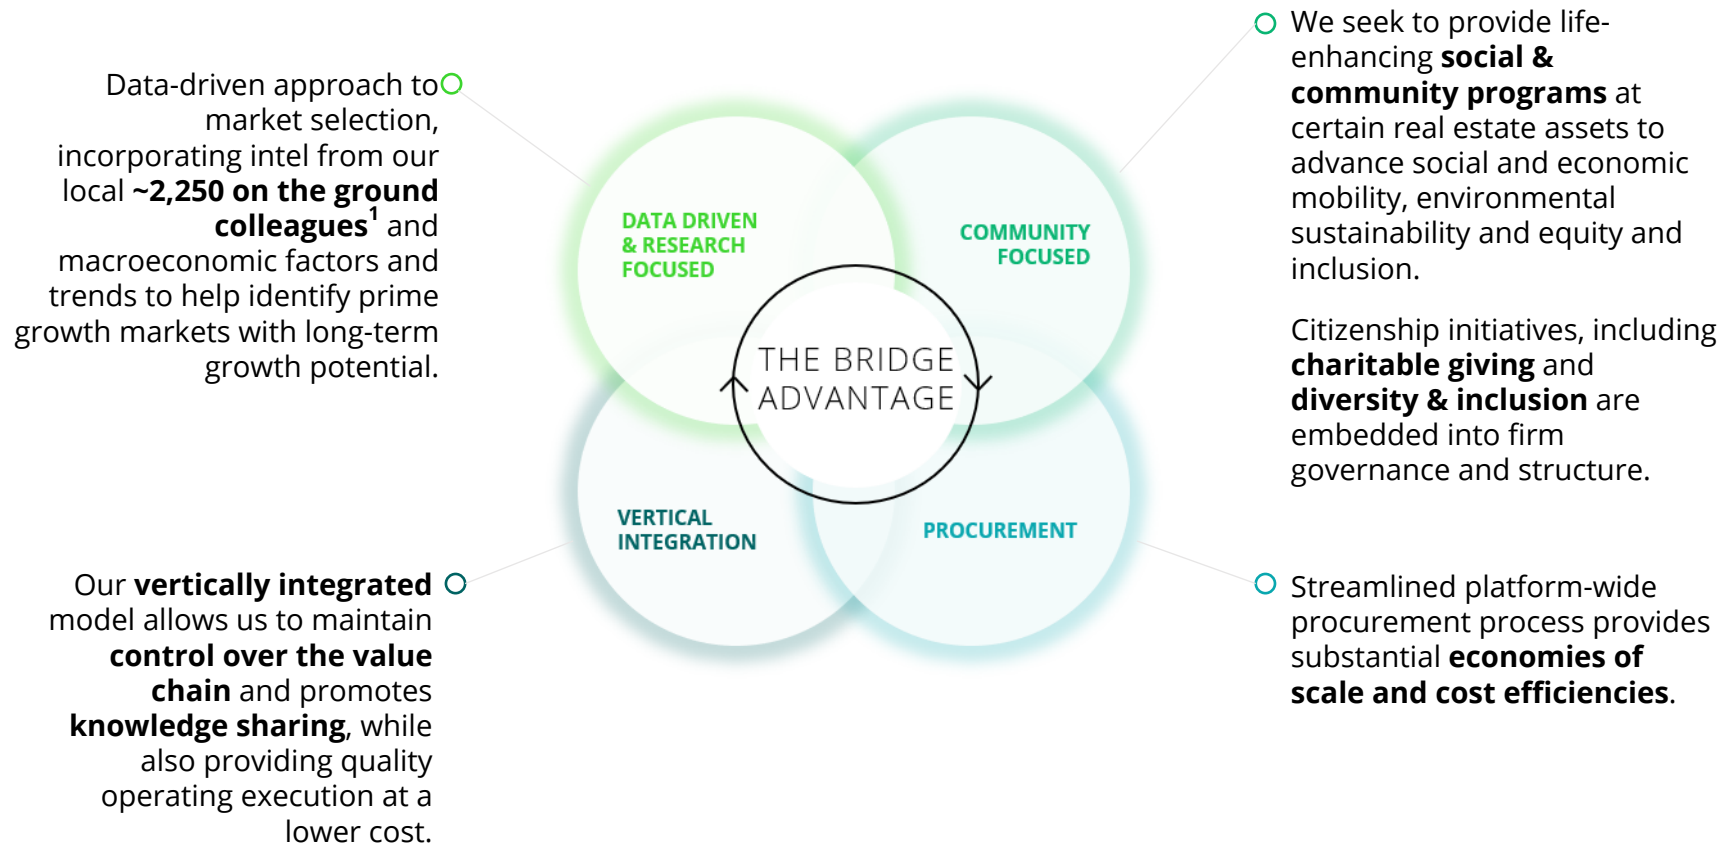 Data-driven approach to
market selection,
incorporating intel from our
local ~2,250 on the ground
colleagues¹ and
macroeconomic factors and
trends to help identify prime
growth markets with long-term
growth potential.
Our vertically integrated
model allows us to maintain
control over the value
chain and promotes
knowledge sharing, while
also providing quality
operating execution at a
lower cost.
DATA DRIVEN
& RESEARCH
FOCUSED
COMMUNITY
FOCUSED
THE BRIDGE
ADVANTAGE
VERTICAL
INTEGRATION
PROCUREMENT
We seek to provide life-
enhancing social &
community programs at
certain real estate assets to
advance social and economic
mobility, environmental
sustainability and equity and
inclusion.
Citizenship initiatives, including
charitable giving and
diversity & inclusion are
embedded into firm
governance and structure.
Streamlined platform-wide
procurement process provides
substantial economies of
scale and cost efficiencies.